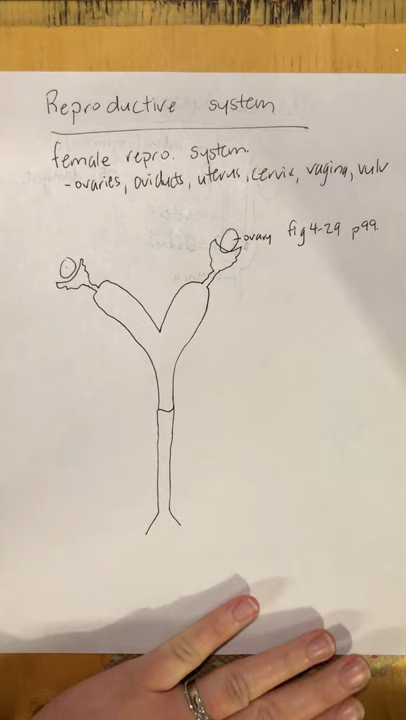 Reproductive system
female repro. system.
-ovaries, oviducts, uterus, cervix, vagina, vulv
ovary fig 4-29 p99.